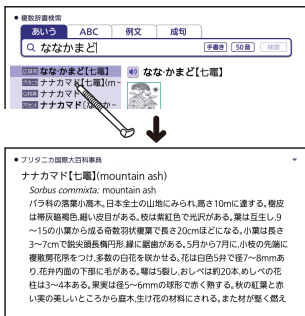 ● 複数辞書検索
あいう ABC 例文 成句
ななかまど
手書き 50音 検索
なな‐かまど【七竈】
ナナカマド【七竈】(m~
ナナカマ
ナナカマド
なな‐かまど【七竈】
● ブリタニカ国際大百科事典
ナナカマド【七竈】(mountain ash)
Sorbus commixta: mountain ash
バラ科の落葉小高木。日本全土の山地にみられ,高さ10mに達する。樹皮
は帯灰暗褐色,細い皮目がある。枝は紫紅色で光沢がある。葉は互生し,9
~15の小葉から成る奇数羽状複葉で長さ20cmほどになる。小葉は長さ
3~7cmで鋭尖頭長楕円形,縁に鋸歯がある。5月から7月に,小枝の先端に
複散房花序をつけ,多数の白花を咲かせる。花は白色5弁で径7~8mmあ
り,花弁内面の下部に毛がある。萼は5裂し,おしべは約20本,めしべの花
柱は3~4本ある。果実は径5~6mmの球形で赤く熟する。秋の紅葉と赤
い実の美しいところから庭木,生け花の材料にされる。また材が堅く燃え